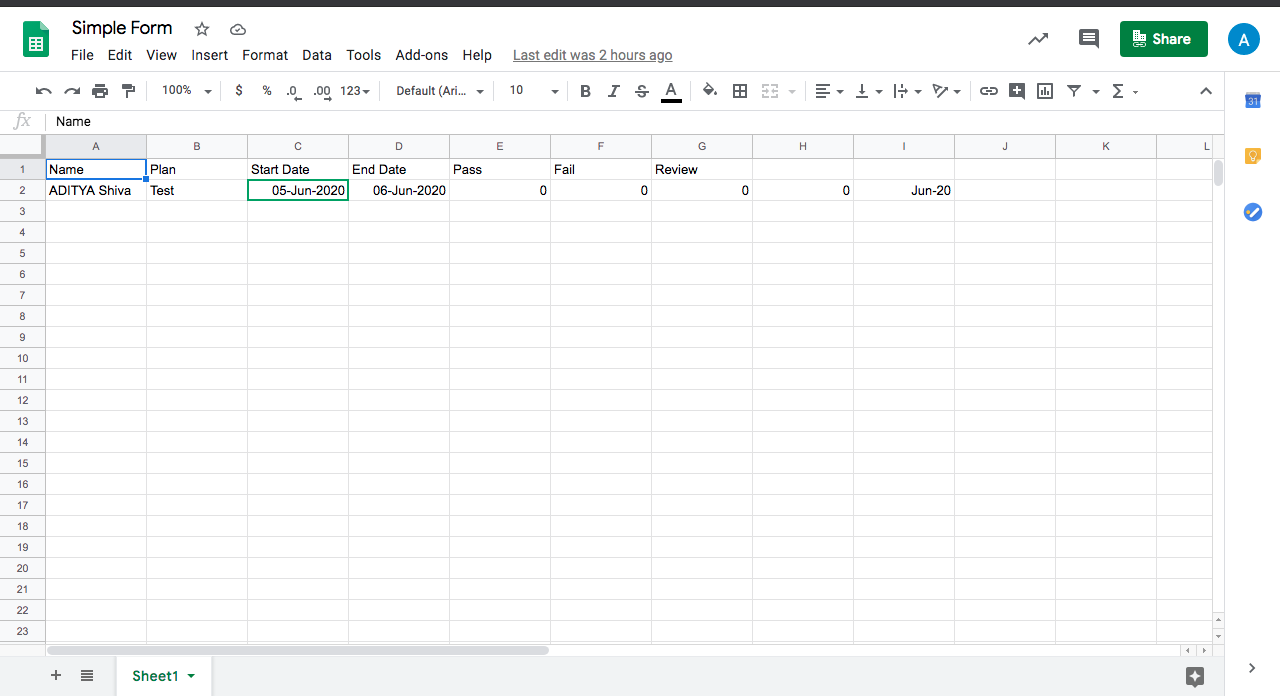 Simple Form
File Edit View Insert Format Data Tools Add-ons Help Last edit was 2 hours ago
Share
A
100% $ % .0 .00 123 Default (Ari... 10 B I S A Σ
31
fx Name
A B C D E F G H I J K L
1 Name Plan Start Date End Date Pass Fail Review
2 ADITYA Shiva Test 05-Jun-2020 06-Jun-2020 0 0 0 0 Jun-20
3
4
5
6
7
8
9
10
11
12
13
14
15
16
17
18
19
20
21
22
23
+ Sheet1